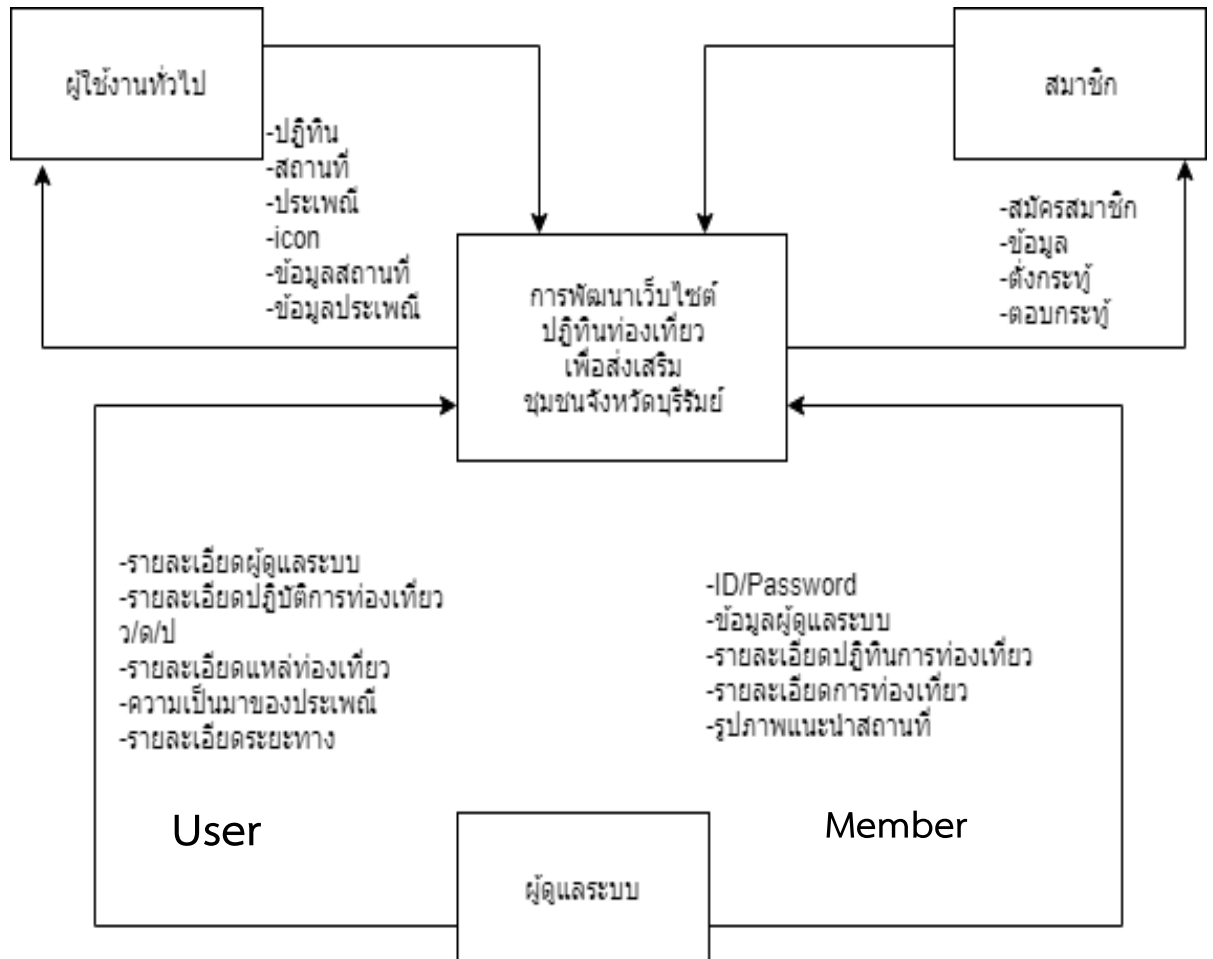 ผู้ใช้งานทั่วไป
สมาชิก
-ปฏิทิน
-สถานที่
-ประเพณี
-icon
-ข้อมูลสถานที่
-ข้อมูลประเพณี
-สมัครสมาชิก
-ข้อมูล
-ตั่งกระทู้
-ตอบกระทู้
การพัฒนาเว็บไซต์
ปฏิทินท่องเที่ยว
เพื่อส่งเสริม
ชุมชนจังหวัดบุรีรัมย์
-รายละเอียดผู้ดูแลระบบ
-รายละเอียดปฏิบัติการท่องเที่ยว
ว/ด/ป
-รายละเอียดแหล่ท่องเที่ยว
-ความเป็นมาของประเพณี
-รายละเอียดระยะทาง
-ID/Password
-ข้อมูลผู้ดูแลระบบ
-รายละเอียดปฏิทินการท่องเที่ยว
-รายละเอียดการท่องเที่ยว
-รูปภาพแนะนำสถานที่
User
Member
ผู้ดูแลระบบ